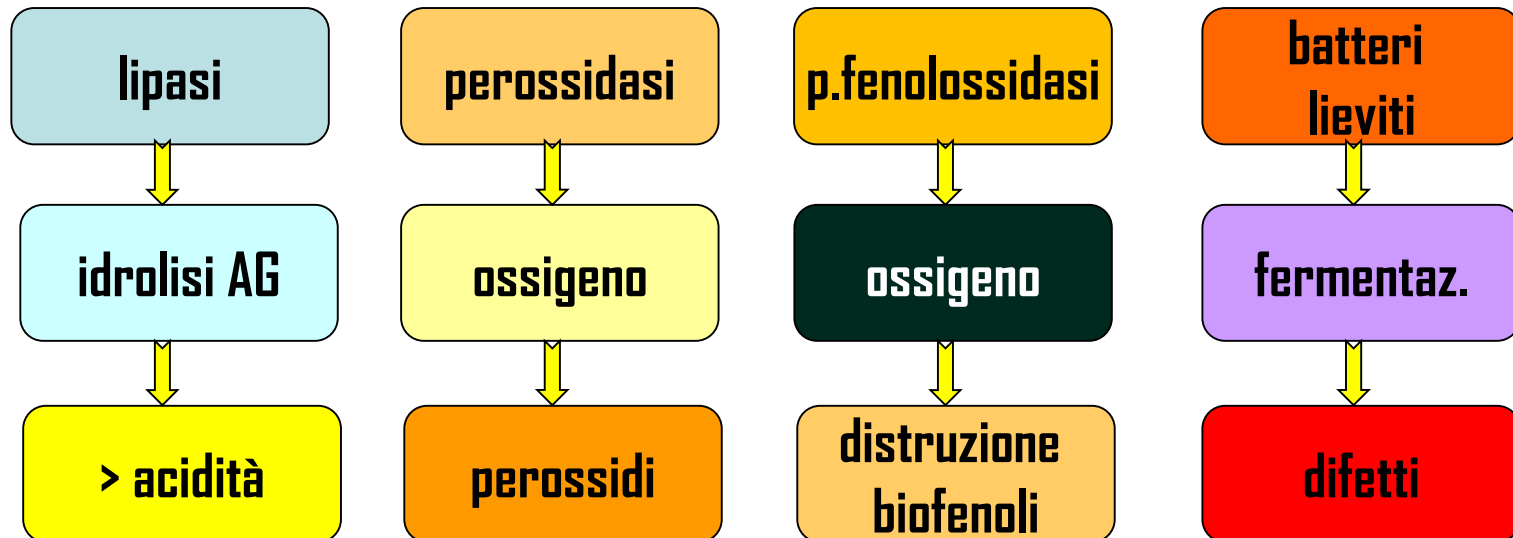 lipasi
perossidasi
p.fenolossidasi
batteri
lieviti
idrolisi AG
ossigeno
ossigeno
fermentaz.
> acidità
perossidi
distruzione
biofenoli
difetti